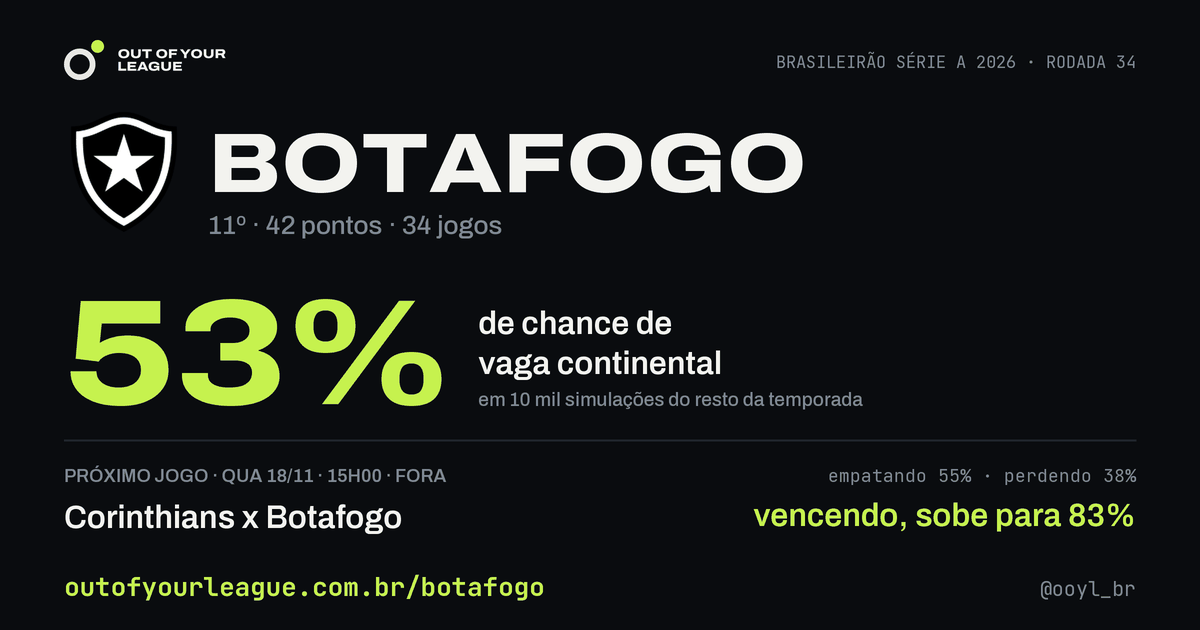 OUT OF YOUR
LEAGUE
BRASILEIRÃO SÉRIE A 2026 · RODADA 34
BOTAFOGO
11º · 42 pontos · 34 jogos
53%
de chance de
vaga continental
em 10 mil simulações do resto da temporada
PRÓXIMO JOGO · QUA 18/11 · 15H00 · FORA
Corinthians x Botafogo
empatando 55% · perdendo 38%
vencendo, sobe para 83%
outofyourleague.com.br/botafogo
@ooyl_br